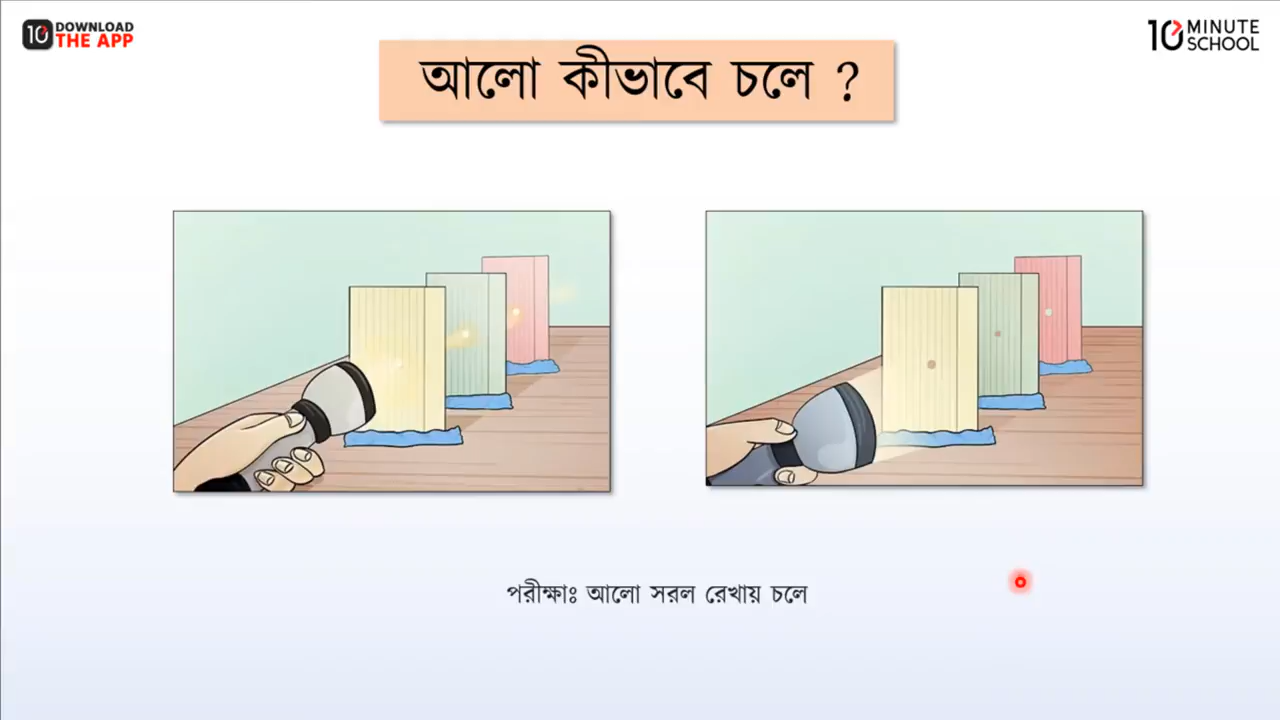 DOWNLOAD
THE APP
10 MINUTE
SCHOOL
আলো কীভাবে চলে ?
পরীক্ষাঃ আলো সরল রেখায় চলে